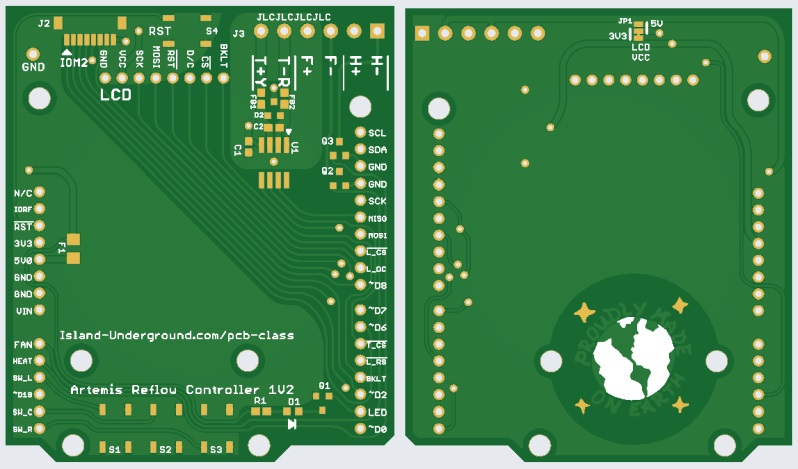 J2
RST
S4
J3
JLCJLCJLCJLC
GND
IOM2
GND
VCC
SCK
MOSI
RST
D/C
CS
BKLT
LCD
T+Y
T-R
F+
F-
H+
H-
FB1
FB2
D2
C2
C1
U1
Q3
Q2
SCL
SDA
GND
GND
SCK
MISO
MOSI
L_CS
L_DC
~D8
N/C
IORF
RST
3V3
5V0
GND
GND
VIN
F1
~D7
~D6
T_CS
L_RS
BKLT
~D2
LED
~D0
Island-Underground.com/pcb-class
FAN
HEAT
SW_L
~D18
SW_C
SW_R
Artemis Reflow Controller 1V2
R1
D1
Q1
S1
S2
S3
JP1
5V
3V3
LCD
VCC
PROUDLY MADE
ON EARTH